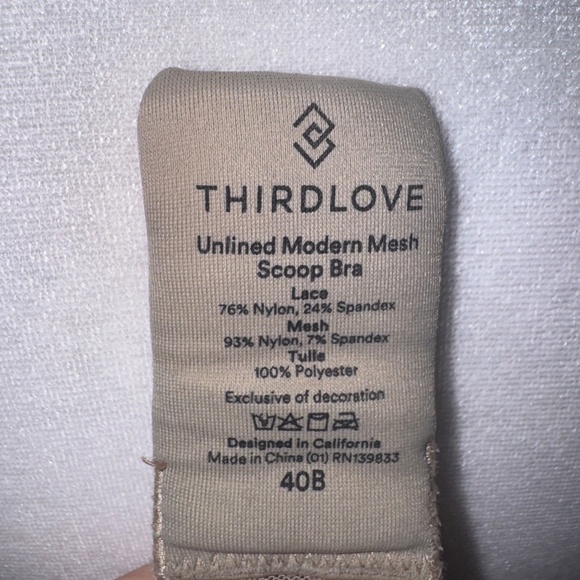 THIRDLOVE
Unlined Modern Mesh
Scoop Bra
Lace
76% Nylon, 24% Spandex
Mesh
93% Nylon, 7% Spandex
Tulle
100% Polyester
Exclusive of decoration
Designed in California
Made in China (01) RN139833
40B